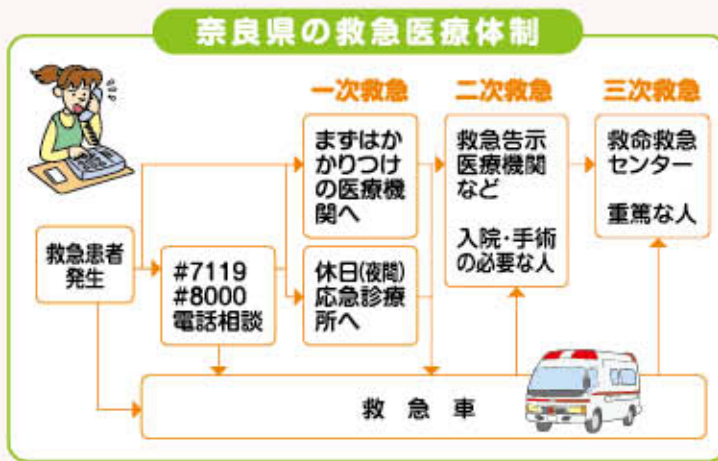 奈良県の救急医療体制
一次救急
二次救急
三次救急
まずはか
かりつけ
の医療機
関へ
救急告示
医療機関
など
入院・手術
の必要な人
救命救急
センター
重篤な人
救急患者
発生
#7119
#8000
電話相談
休日(夜間)
応急診療
所へ
救急車